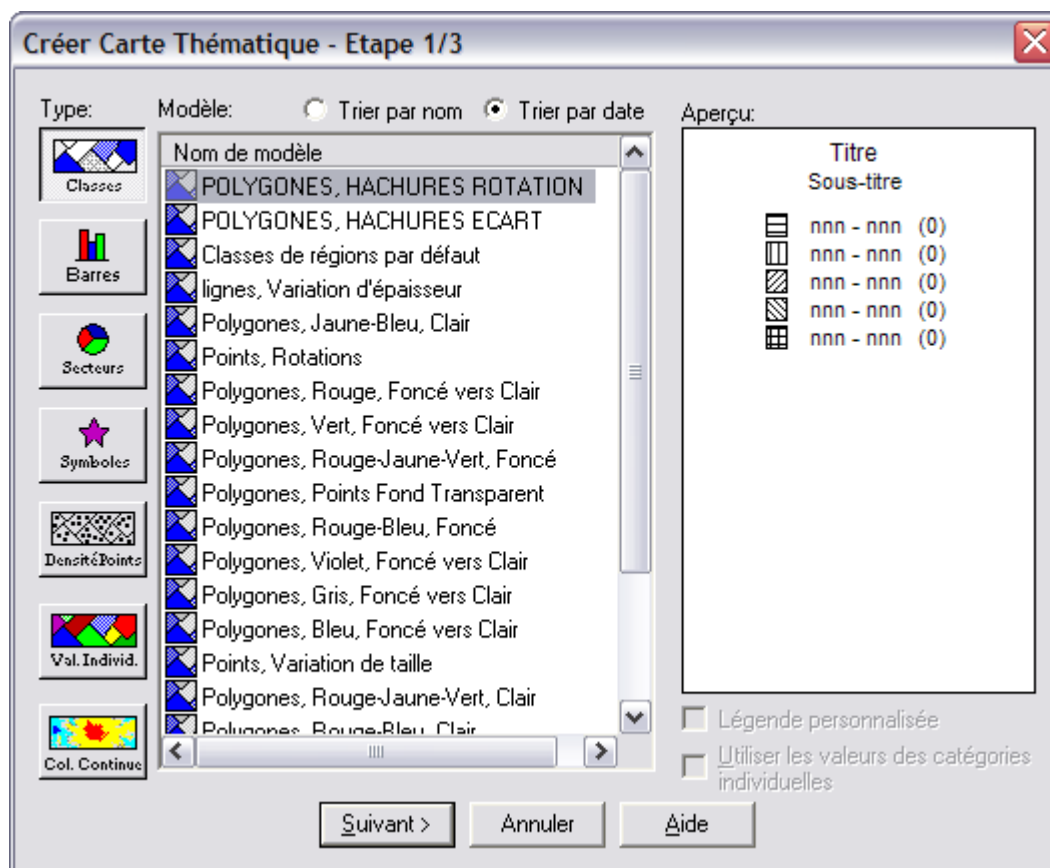 Créer Carte Thématique - Etape 1/3
Type:
Modèle:
Trier par nom
Trier par date
Aperçu:
Classes
Barres
Secteurs
Symboles
DensitéPoints
Val.Individ.
Col. Continue
Nom de modèle
POLYGONES, HACHURES ROTATION
POLYGONES, HACHURES ECART
Classes de régions par défaut
lignes, Variation d'épaisseur
Polygones, Jaune-Bleu, Clair
Points, Rotations
Polygones, Rouge, Foncé vers Clair
Polygones, Vert, Foncé vers Clair
Polygones, Rouge-Jaune-Vert, Foncé
Polygones, Points Fond Transparent
Polygones, Rouge-Bleu, Foncé
Polygones, Violet, Foncé vers Clair
Polygones, Gris, Foncé vers Clair
Polygones, Bleu, Foncé vers Clair
Points, Variation de taille
Polygones, Rouge-Jaune-Vert, Clair
Polygones, Rouge-Bleu, Clair
Titre
Sous-titre
nnn - nnn (0)
nnn - nnn (0)
nnn - nnn (0)
nnn - nnn (0)
nnn - nnn (0)
Légende personnalisée
Utiliser les valeurs des catégories
individuelles
Suivant >
Annuler
Aide